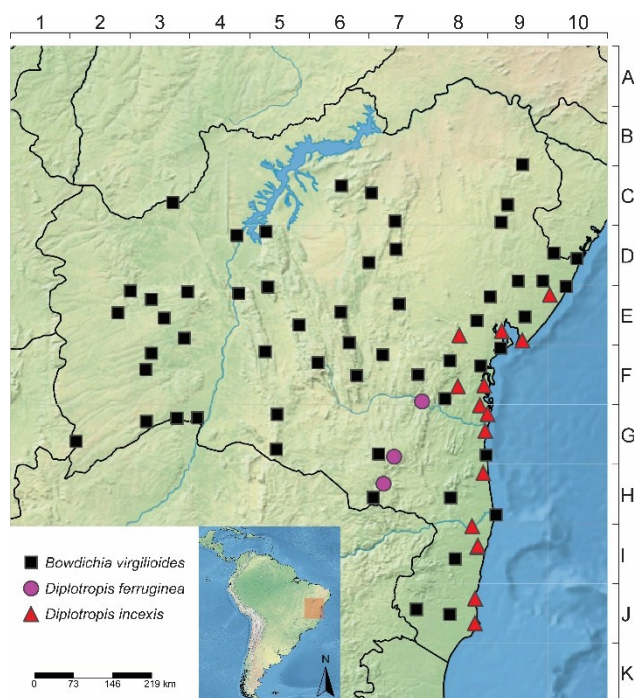 1 2 3 4 5 6 7 8 9 10
A
B
C
D
E
F
G
H
I
J
K
Bowdichia virgilioides
Diplotropis ferruginea
Diplotropis incexis
0 73 146 219 km
N